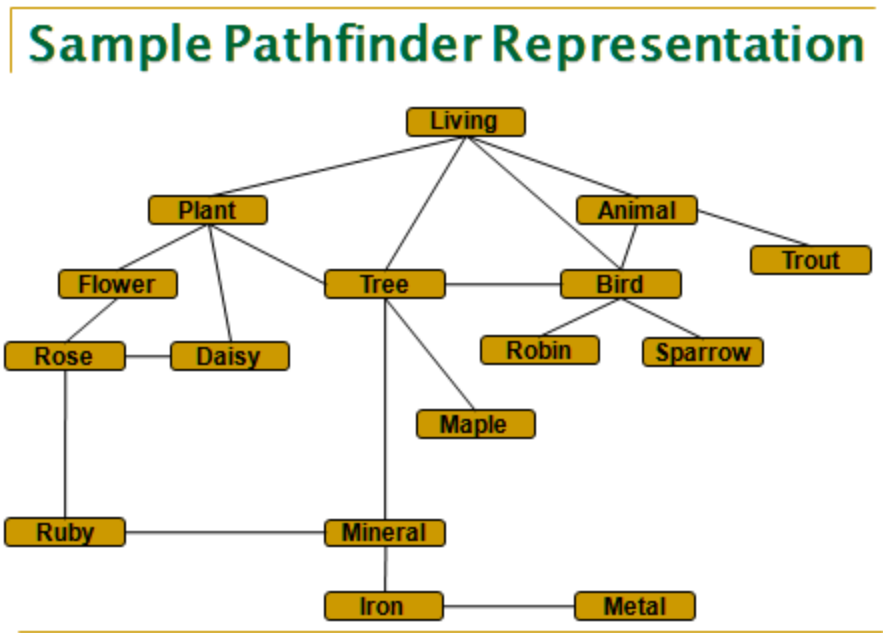 Sample Pathfinder Representation
Living
Plant
Animal
Trout
Flower
Tree
Bird
Rose
Daisy
Robin
Sparrow
Maple
Ruby
Mineral
Iron
Metal